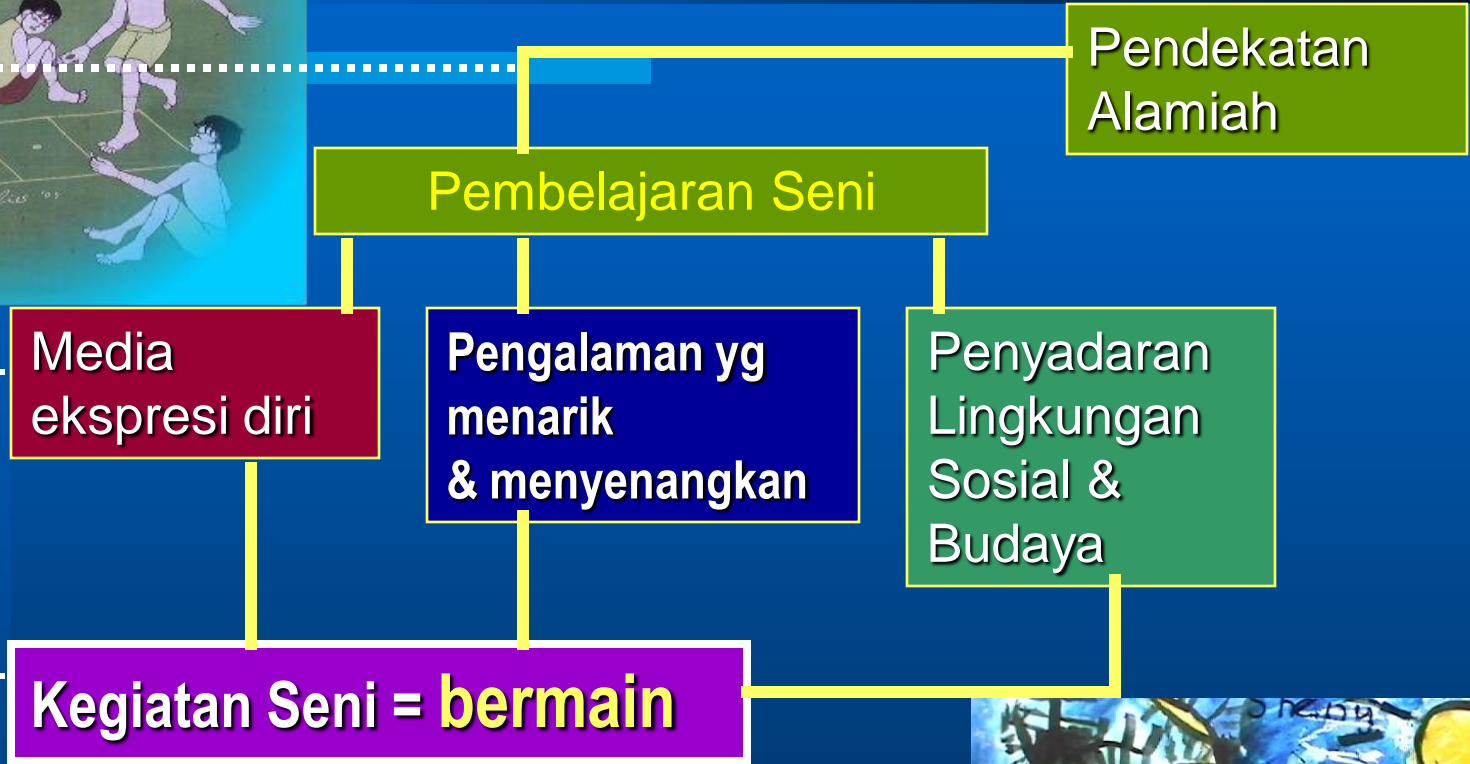 Pendekatan
Alamiah
Pembelajaran Seni
Media
ekspresi diri
Pengalaman yg
menarik
& menyenangkan
Penyadaran
Lingkungan
Sosial &
Budaya
Kegiatan Seni = bermain